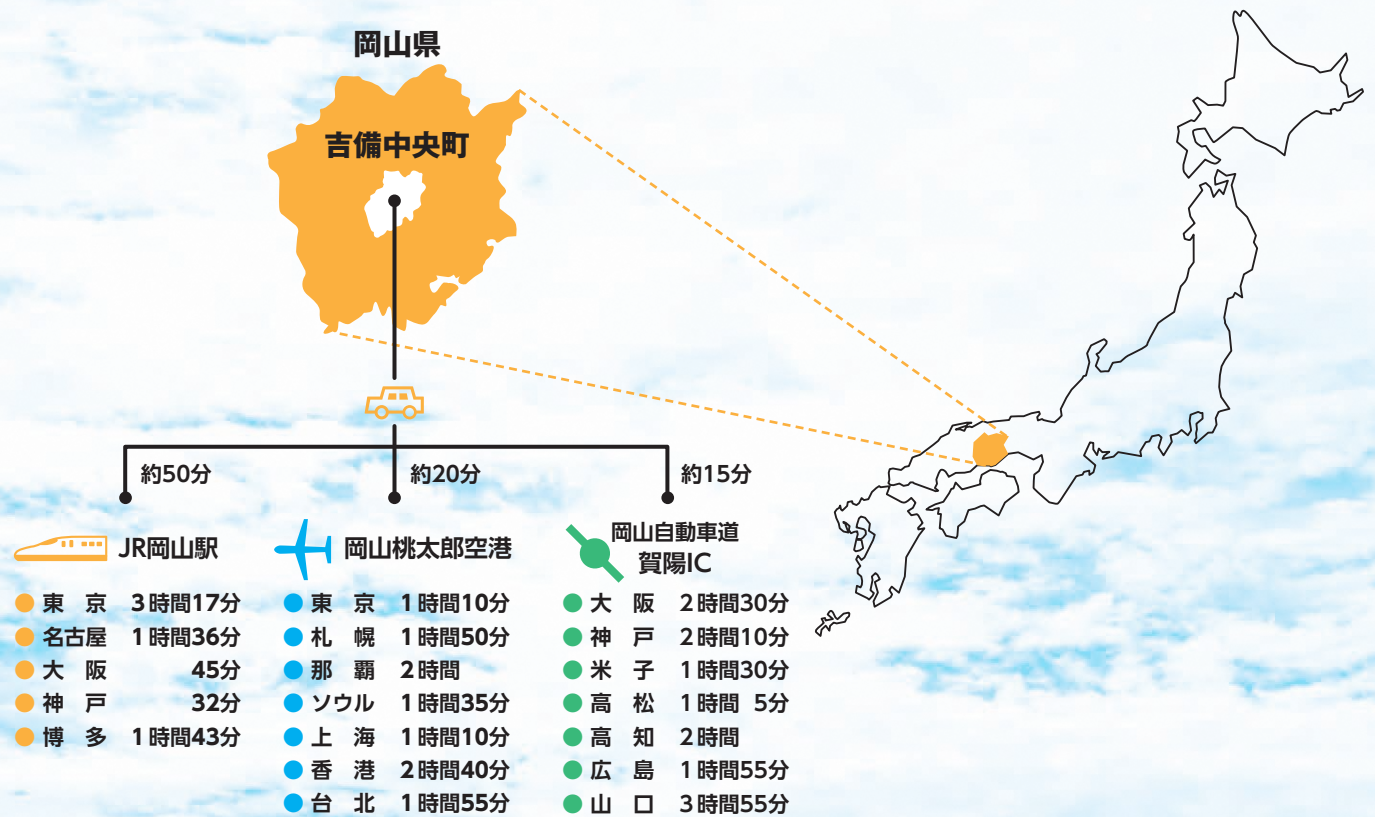 岡山県
吉備中央町
約50分
約20分
約15分
JR岡山駅
東京 3時間17分
名古屋 1時間36分
大阪 45分
神戸 32分
博多 1時間43分
岡山桃太郎空港
東京 1時間10分
札幌 1時間50分
那覇 2時間
ソウル 1時間35分
上海 1時間10分
香港 2時間40分
台北 1時間55分
岡山自動車道
賀陽IC
大阪 2時間30分
神戸 2時間10分
米子 1時間30分
高松 1時間 5分
高知 2時間
広島 1時間55分
山口 3時間55分